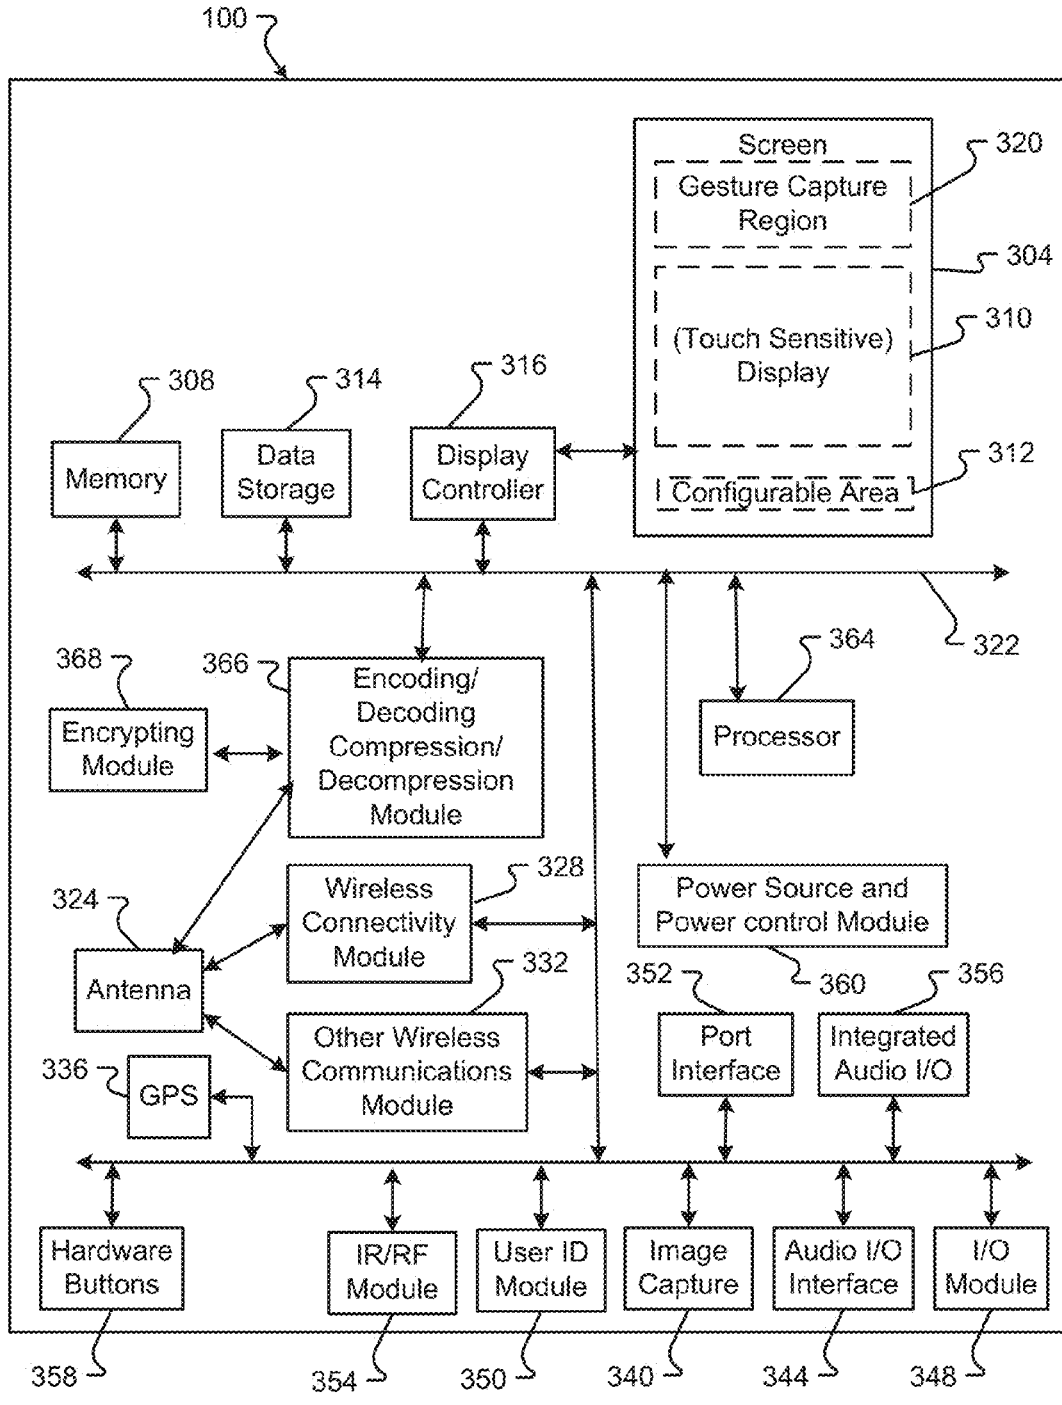 100
Screen
320
Gesture Capture
Region
304
310
(Touch Sensitive)
Display
308
314
316
312
Memory
Data
Storage
Display
Controller
Configurable Area
322
364
368
366
Encoding/
Decoding
Compression/
Decompression
Module
Encrypting
Module
Processor
328
Wireless
Connectivity
Module
Power Source and
Power control Module
324
Antenna
332
352
360
356
Other Wireless
Communications
Module
Port
Interface
Integrated
Audio I/O
336
GPS
Hardware
Buttons
IR/RF
Module
User ID
Module
Image
Capture
Audio I/O
Interface
I/O
Module
358
354
350
340
344
348